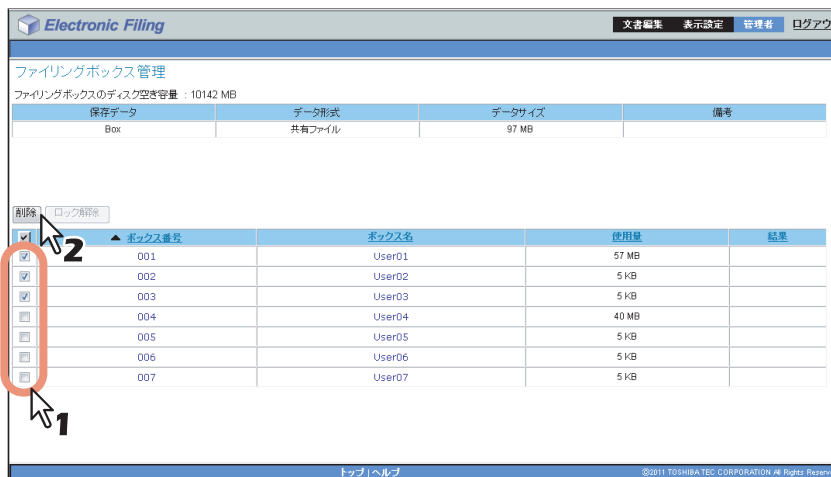 Electronic Filing 文書編集 表示設定 管理者 ログアウ
ファイリングボックス管理
ファイリングボックスのディスク空き容量 : 10142 MB
保存データ データ形式 データサイズ 備考
Box 共有ファイル 97 MB
削除 ロック解除
2
▲ ボックス番号 ボックス名 使用量 結果
001 User01 57 MB
002 User02 5 KB
003 User03 5 KB
004 User04 40 MB
005 User05 5 KB
006 User06 5 KB
007 User07 5 KB
1
トップ | ヘルプ ©2011 TOSHIBA TEC CORPORATION All Rights Reserv